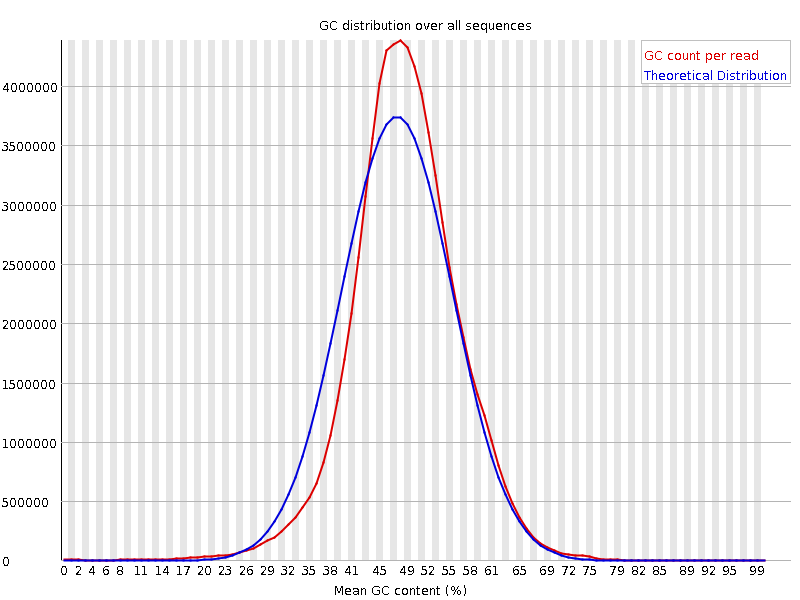 GC distribution over all sequences
GC count per read
Theoretical Distribution
4000000
3500000
3000000
2500000
2000000
1500000
1000000
500000
0
0 2 4 6 8 11 14 17 20 23 26 29 32 35 38 41 45 49 52 55 58 61 65 69 72 75 79 82 85 89 92 95 99
Mean GC content (%)